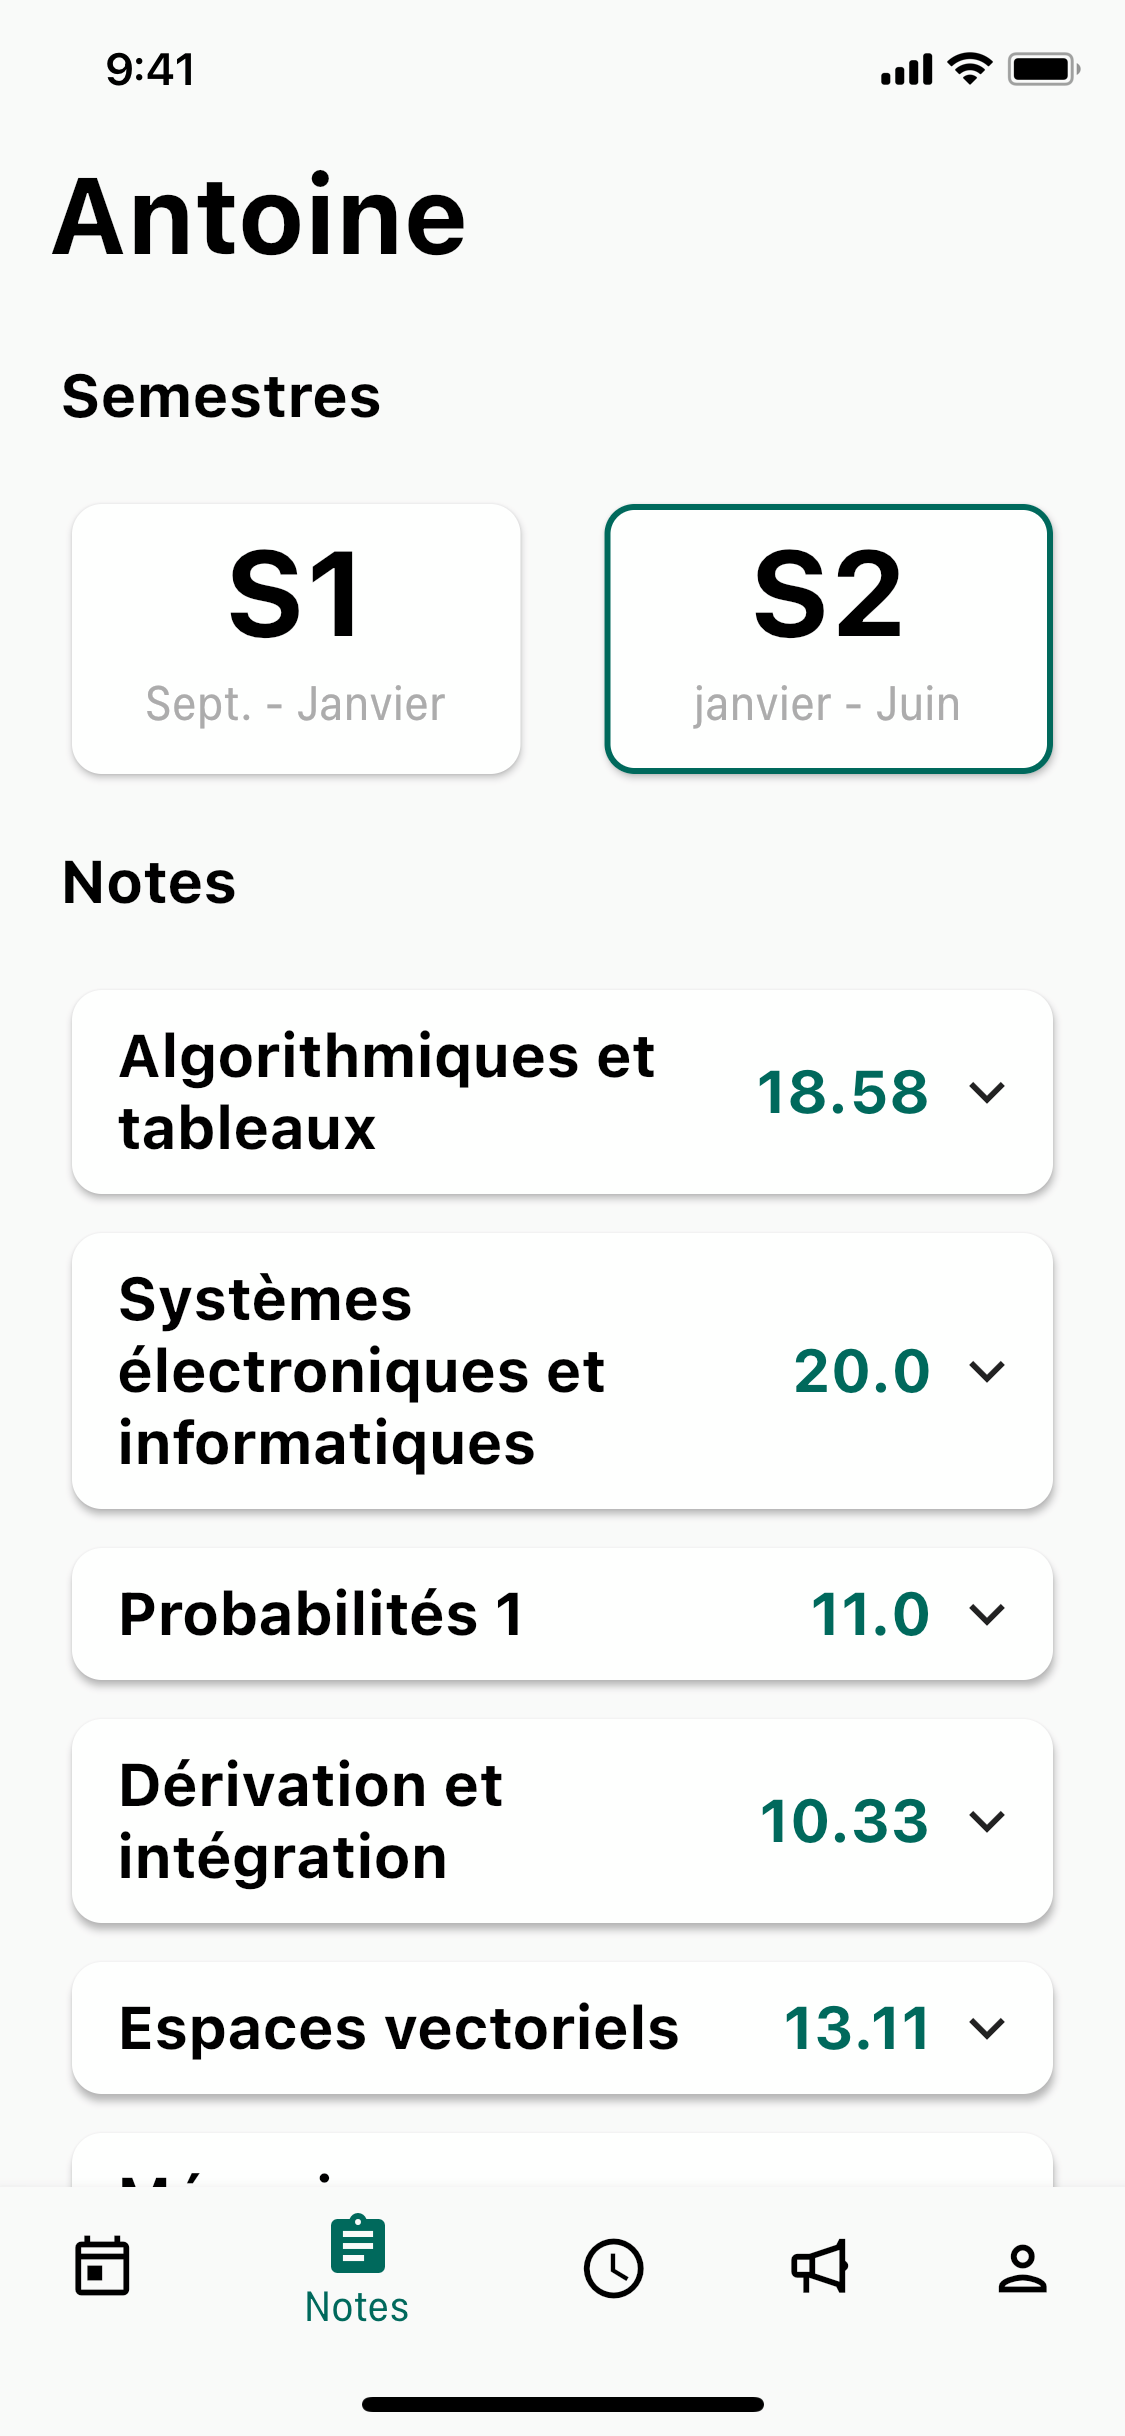 9:41
Antoine
Semestres
S1
Sept. - Janvier
S2
janvier - Juin
Notes
Algorithmiques et
tableaux
18.58
Systèmes
électroniques et
informatiques
20.0
Probabilités 1
11.0
Dérivation et
intégration
10.33
Espaces vectoriels
13.11
Notes